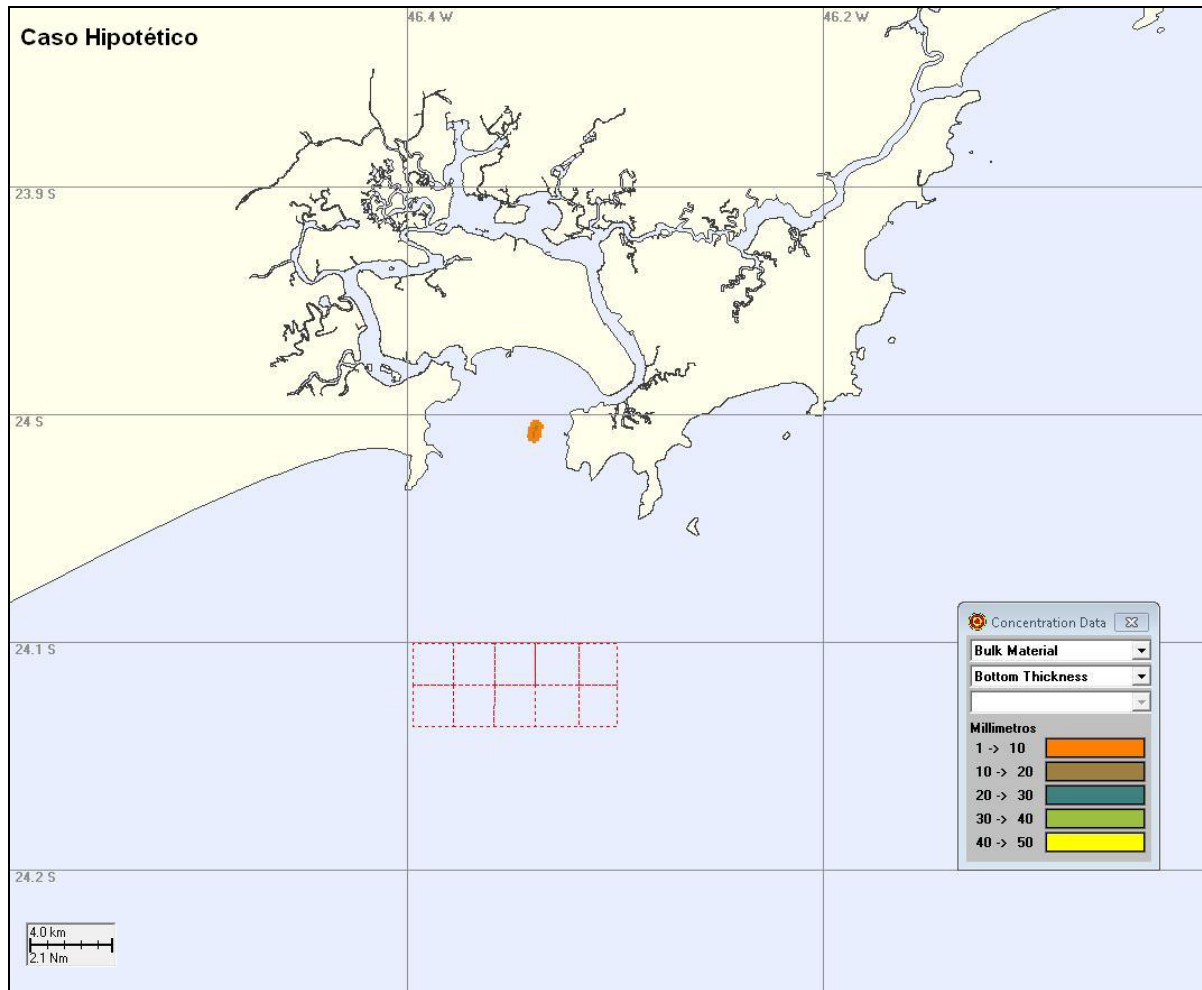 46.4 W
46.2 W
Caso Hipotético
23.9 S
24 S
24.1 S
24.2 S
Concentration Data
Bulk Material
Bottom Thickness
Millimetros
1 -> 10
10 -> 20
20 -> 30
30 -> 40
40 -> 50
4.0 km
2.1 Nm